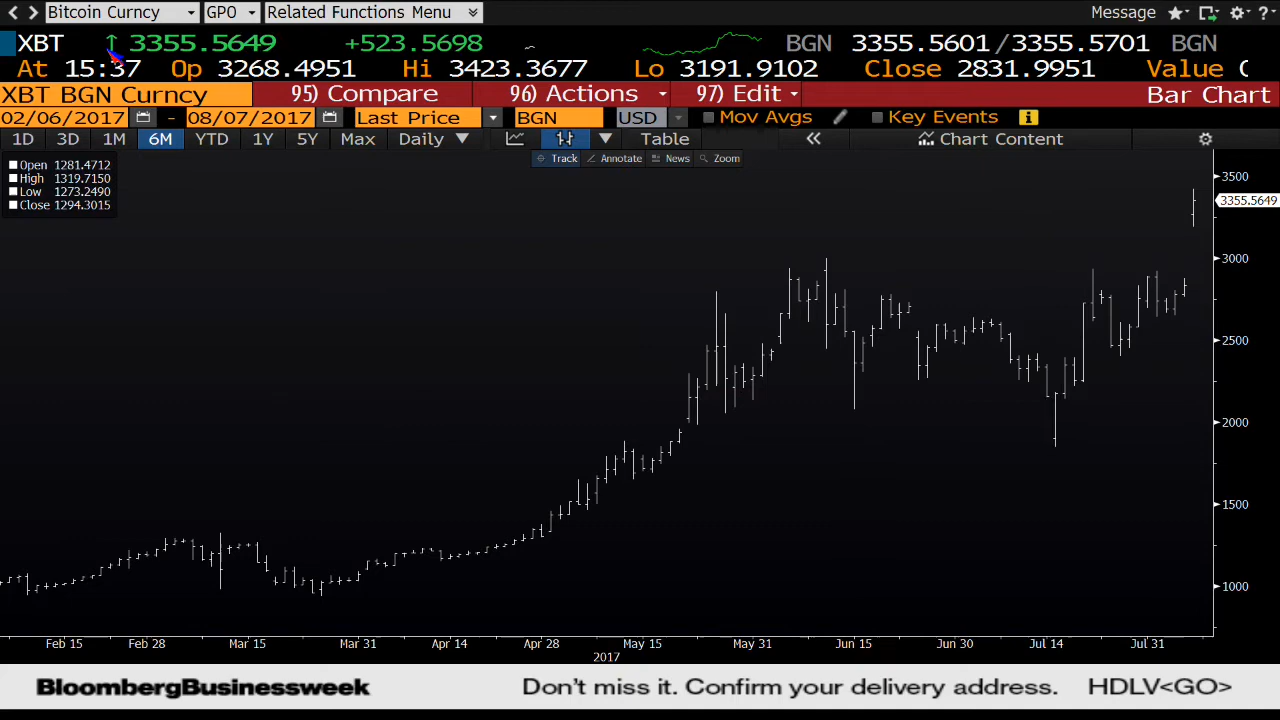 Bitcoin Curncy GPO Related Functions Menu Message ?
XBT ↑ 3355.5649 +523.5698 BGN 3355.5601/3355.5701 BGN
At 15:37 Op 3268.4951 Hi 3423.3677 Lo 3191.9102 Close 2831.9951 Value
XBT BGN Curncy 95) Compare 96) Actions 97) Edit Bar Chart
02/06/2017 - 08/07/2017 Last Price BGN USD Mov Avgs Key Events i
1D 3D 1M 6M YTD 1Y 5Y Max Daily ▼ Table « Chart Content
Track Annotate News Zoom
Open 1281.4712
High 1319.7150
Low 1273.2490
Close 1294.3015
3500
3355.5649
3000
2500
2000
1500
1000
Feb 15 Feb 28 Mar 15 Mar 31 Apr 14 Apr 28 May 15 May 31 Jun 15 Jun 30 Jul 14 Jul 31
2017
BloombergBusinessweek Don't miss it. Confirm your delivery address. HDLV<GO>